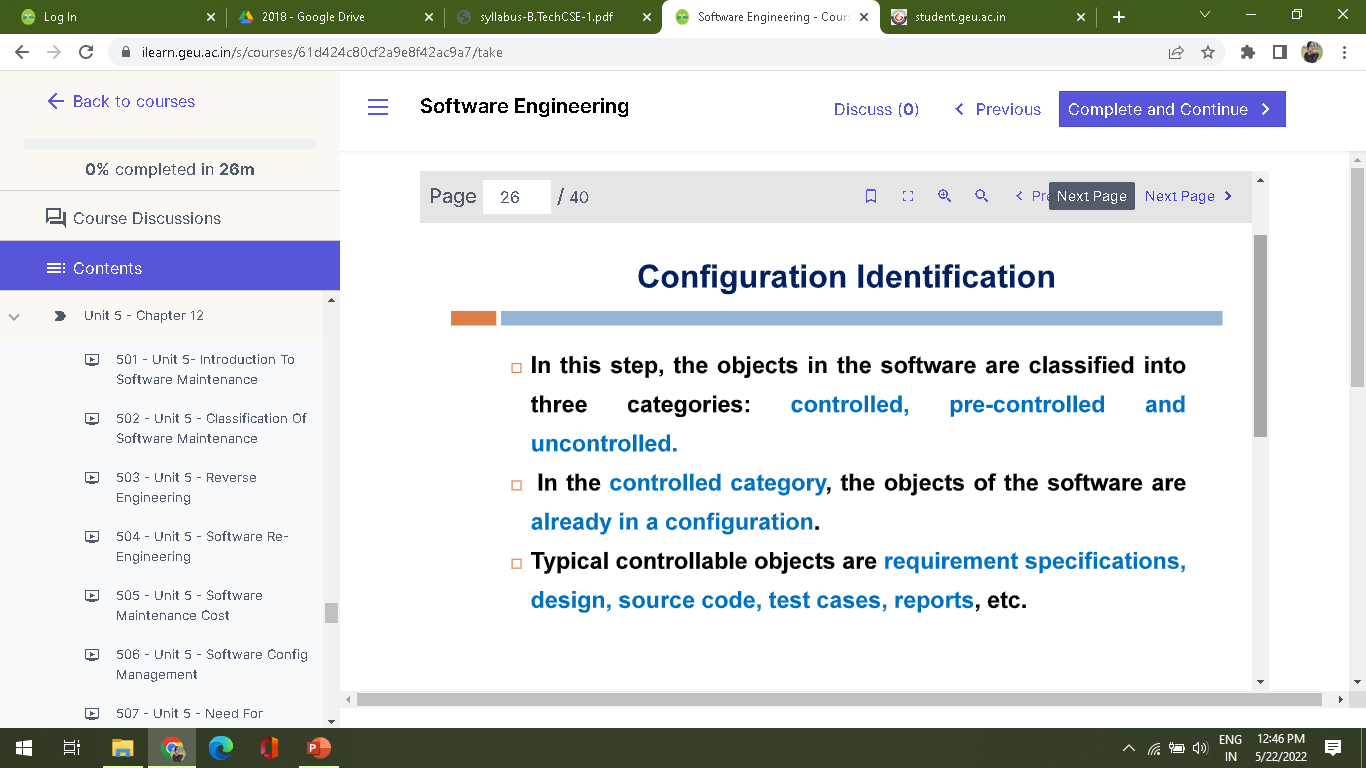 Log In
2018 - Google Drive
syllabus-B.TechCSE-1.pdf
Software Engineering - Cour
student.geu.ac.in
ilearn.geu.ac.in/s/courses/61d424c80cf2a9e8f42ac9a7/take
Back to courses
0% completed in 26m
Course Discussions
Contents
Unit 5 - Chapter 12
501 - Unit 5- Introduction To
Software Maintenance
502 - Unit 5 - Classification Of
Software Maintenance
503 - Unit 5 - Reverse
Engineering
504 - Unit 5 - Software Re-
Engineering
505 - Unit 5 - Software
Maintenance Cost
506 - Unit 5 - Software Config
Management
507 - Unit 5 - Need For
Software Engineering
Discuss (0)
Previous
Complete and Continue
Page 26 / 40
Pre
Next Page
Next Page
Configuration Identification
In this step, the objects in the software are classified into
three categories: controlled, pre-controlled and
uncontrolled.
In the controlled category, the objects of the software are
already in a configuration.
Typical controllable objects are requirement specifications,
design, source code, test cases, reports, etc.
ENG
IN
12:46 PM
5/22/2022